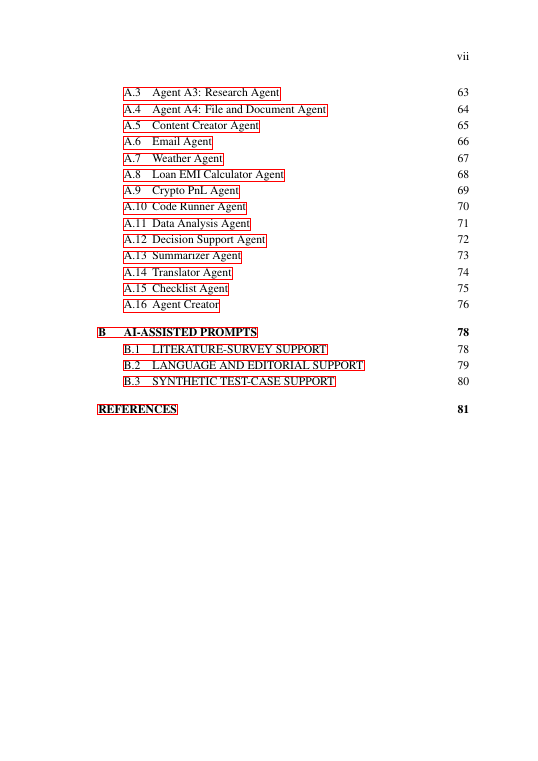 vii
A.3 Agent A3: Research Agent 63
A.4 Agent A4: File and Document Agent 64
A.5 Content Creator Agent 65
A.6 Email Agent 66
A.7 Weather Agent 67
A.8 Loan EMI Calculator Agent 68
A.9 Crypto PnL Agent 69
A.10 Code Runner Agent 70
A.11 Data Analysis Agent 71
A.12 Decision Support Agent 72
A.13 Summarizer Agent 73
A.14 Translator Agent 74
A.15 Checklist Agent 75
A.16 Agent Creator 76
B AI-ASSISTED PROMPTS 78
B.1 LITERATURE-SURVEY SUPPORT 78
B.2 LANGUAGE AND EDITORIAL SUPPORT 79
B.3 SYNTHETIC TEST-CASE SUPPORT 80
REFERENCES 81